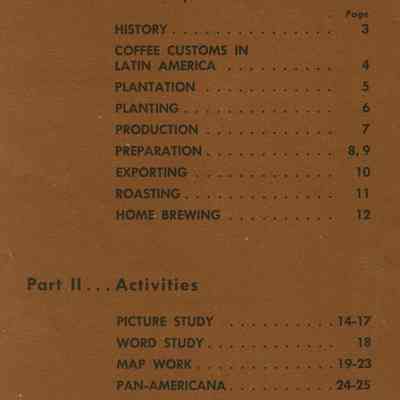 Page
HISTORY . . . . . . . . . . . . . . 3
COFFEE CUSTOMS IN
LATIN AMERICA . . . . . . . . . 4
PLANTATION . . . . . . . . . . . 5
PLANTING . . . . . . . . . . . . . 6
PRODUCTION . . . . . . . . . . 7
PREPARATION . . . . . . . . . . 8, 9
EXPORTING . . . . . . . . . . . 10
ROASTING . . . . . . . . . . . . 11
HOME BREWING . . . . . . . . 12
Part II . . . Activities
PICTURE STUDY . . . . . . . . . 14-17
WORD STUDY . . . . . . . . . . 18
MAP WORK . . . . . . . . . . . 19-23
PAN-AMERICANA . . . . . . . . 24-25